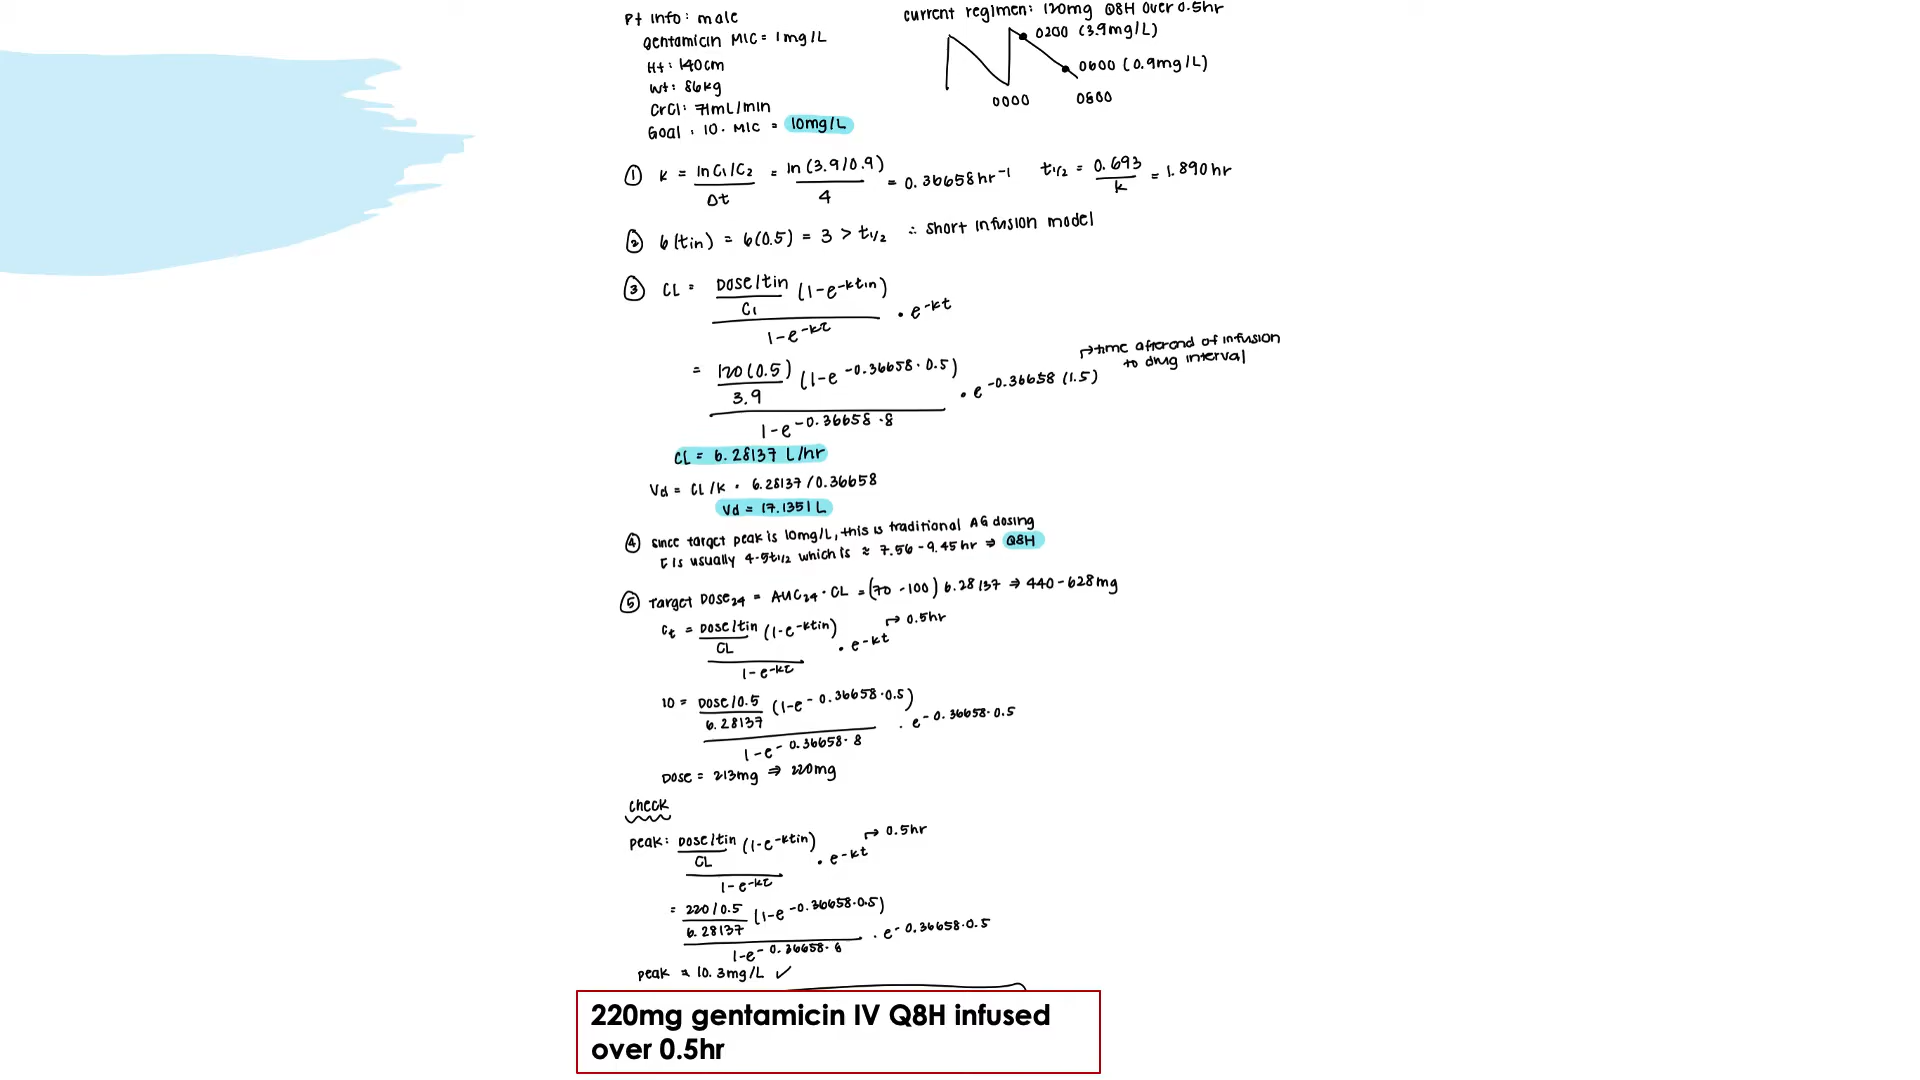 Pt info: male
gentamicin MIC = 1mg/L
Ht: 140cm
wt: 86kg
CrCl: 71mL/min
Goal: 10 · MIC = 10mg/L
current regimen: 120mg Q8H over 0.5hr
0200 (3.9mg/L)
0600 (0.9mg/L)
0000 0800
① K = ln C1/C2 / Δt = ln (3.9/0.9) / 4 = 0.36658hr⁻¹ t1/2 = 0.693 / k = 1.890hr
② 6(tin) = 6(0.5) = 3 > t1/2 ∴ short infusion model
③ CL = Dose/tin / C1 (1-e^-ktin) / 1-e^-kτ · e^-kt
= 120(0.5) / 3.9 (1-e^-0.36658·0.5) / 1-e^-0.36658·8 · e^-0.36658(1.5)
↱time after end of infusion
to drug interval
CL = 6.28137 L/hr
Vd = CL/K = 6.28137/0.36658
Vd = 17.1351L
④ since target peak is 10mg/L, this is traditional AG dosing
τ is usually 4-5t1/2 which is ≈ 7.56-9.45hr ⇒ Q8H
⑤ Target Dose24 = AUC24 · CL = (70-100) 6.28137 ⇒ 440-628mg
Ct = Dose/tin / CL (1-e^-ktin) / 1-e^-kτ · e^-kt ↱ 0.5hr
10 = Dose/0.5 / 6.28137 (1-e^-0.36658·0.5) / 1-e^-0.36658·8 · e^-0.36658·0.5
Dose = 213mg ⇒ 220mg
check
peak: Dose/tin / CL (1-e^-ktin) / 1-e^-kτ · e^-kt ↱ 0.5hr
= 220/0.5 / 6.28137 (1-e^-0.36658·0.5) / 1-e^-0.36658·8 · e^-0.36658·0.5
peak = 10.3mg/L ✓
220mg gentamicin IV Q8H infused
over 0.5hr